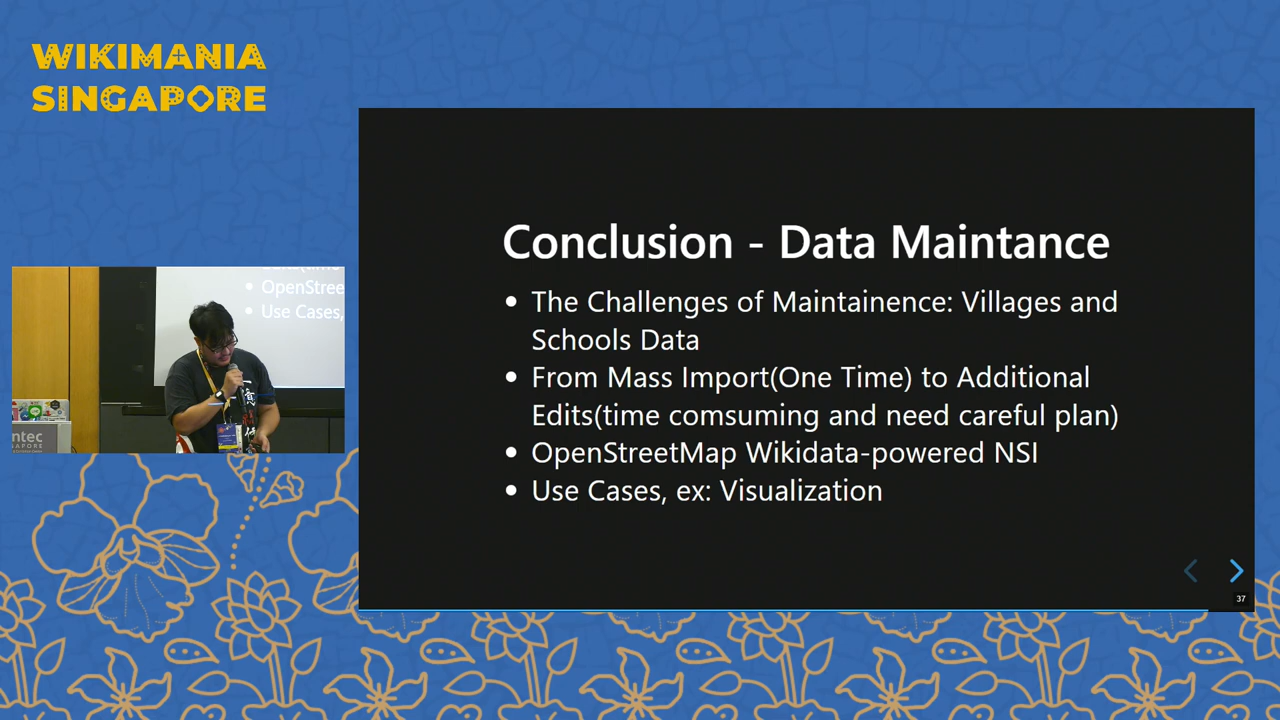 WIKIMANIA
SINGAPORE
Conclusion - Data Maintance
• The Challenges of Maintainence: Villages and
Schools Data
• From Mass Import(One Time) to Additional
Edits(time comsuming and need careful plan)
• OpenStreetMap Wikidata-powered NSI
• Use Cases, ex: Visualization
37
• OpenStree
• Use Cases,
ntec